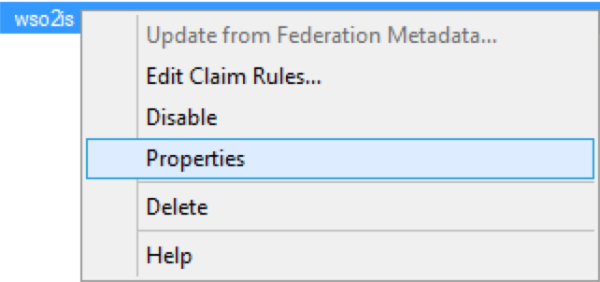 wso2is
Update from Federation Metadata...
Edit Claim Rules...
Disable
Properties
Delete
Help